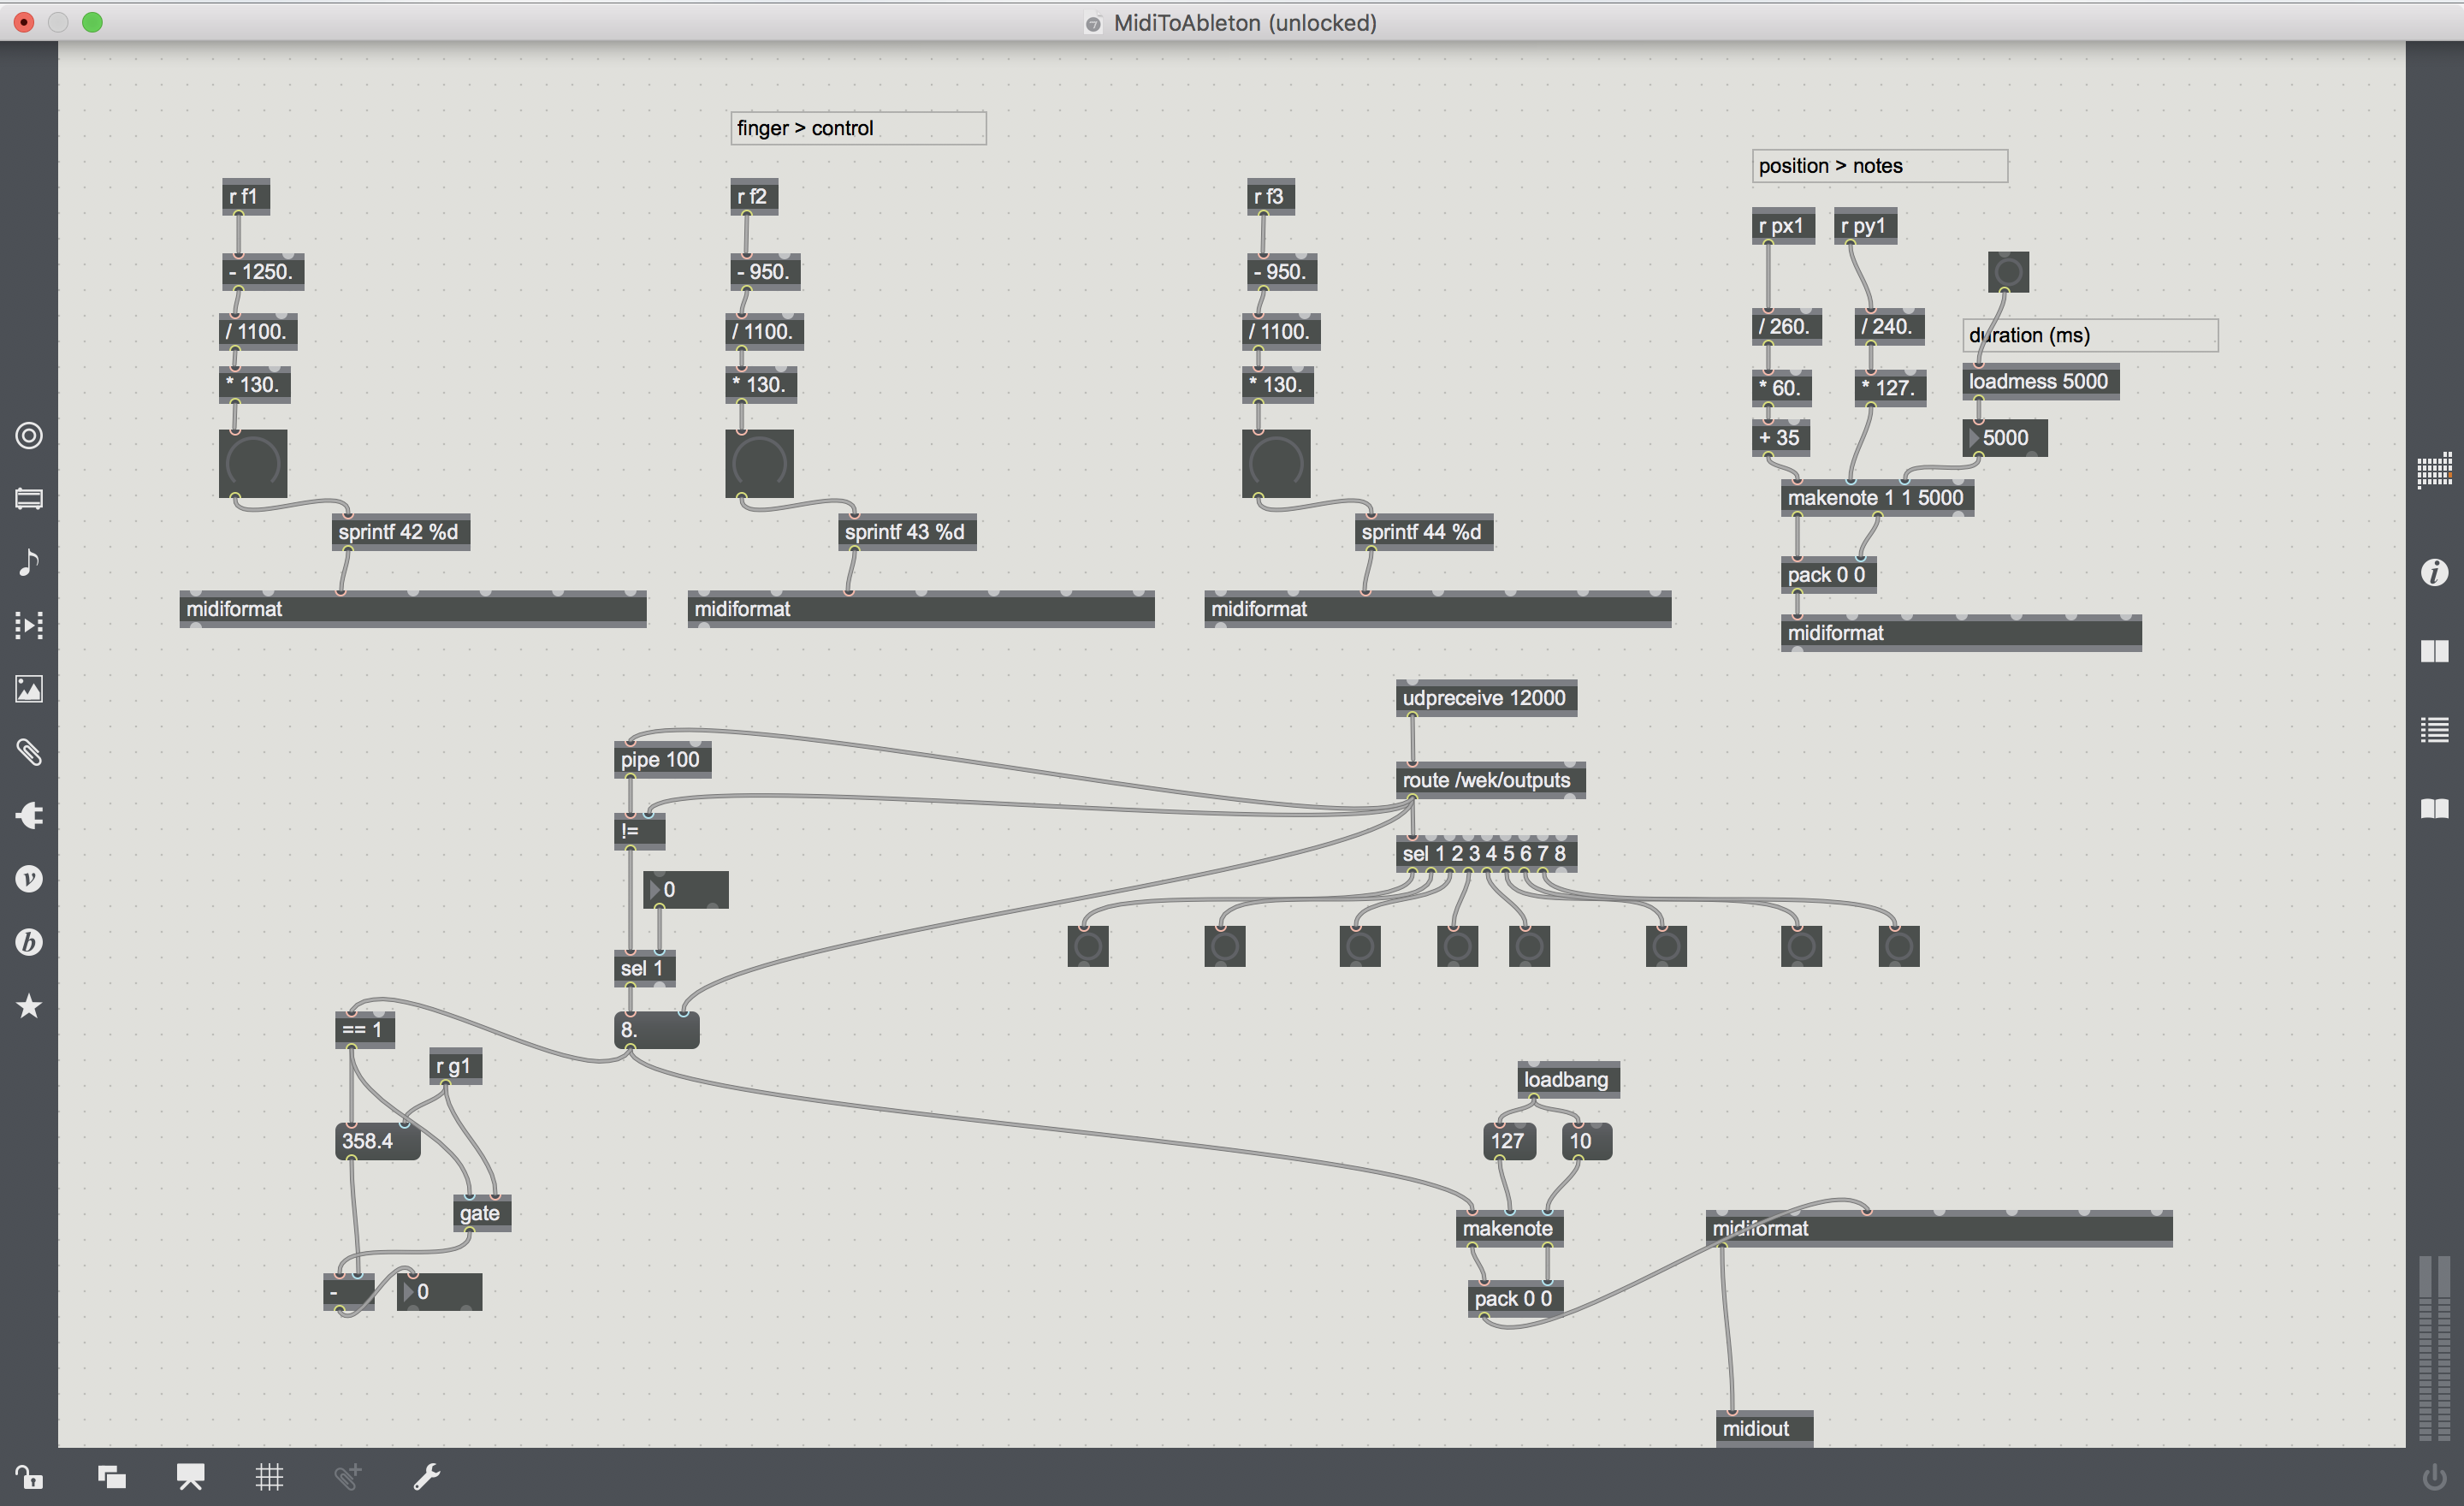 MidiToAbleton (unlocked)
finger > control
position > notes
r f1
r f2
r f3
r px1
r py1
- 1250.
- 950.
- 950.
/ 1100.
/ 1100.
/ 1100.
/ 260.
/ 240.
duration (ms)
* 130.
* 130.
* 130.
* 60.
* 127.
loadmess 5000
+ 35
5000
makenote 1 1 5000
sprintf 42 %d
sprintf 43 %d
sprintf 44 %d
pack 0 0
midiformat
midiformat
midiformat
midiformat
udpreceive 12000
pipe 100
route /wek/outputs
!=
sel 1 2 3 4 5 6 7 8
0
sel 1
8.
== 1
r g1
loadbang
358.4
127
10
gate
makenote
midiformat
-
0
pack 0 0
midiout